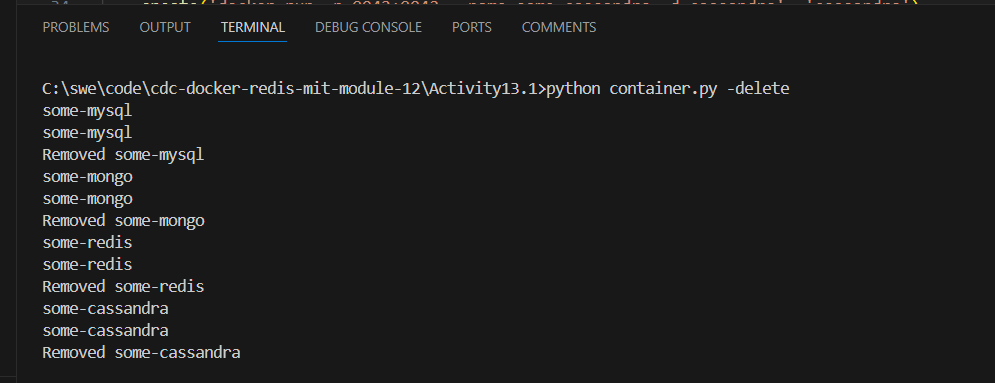 PROBLEMS OUTPUT TERMINAL DEBUG CONSOLE PORTS COMMENTS
C:\swe\code\cdc-docker-redis-mit-module-12\Activity13.1>python container.py -delete
some-mysql
some-mysql
Removed some-mysql
some-mongo
some-mongo
Removed some-mongo
some-redis
some-redis
Removed some-redis
some-cassandra
some-cassandra
Removed some-cassandra